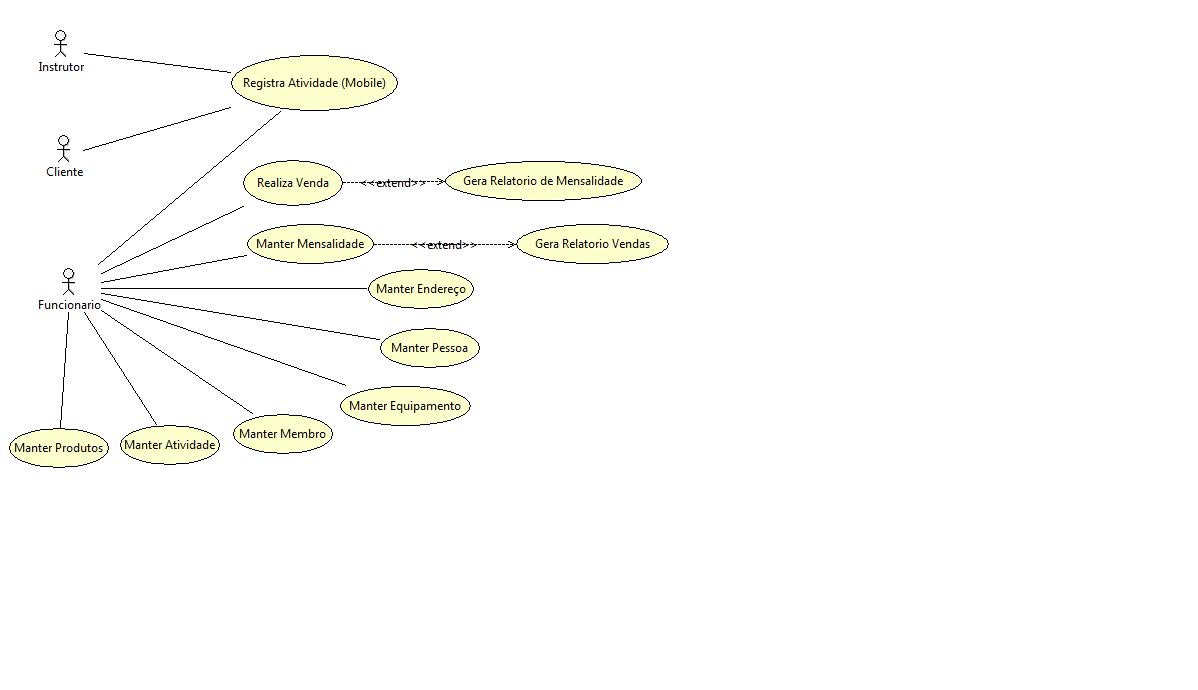 Instrutor
Registra Atividade (Mobile)
Cliente
Realiza Venda
<<extend>>
Gera Relatorio de Mensalidade
Manter Mensalidade
<<extend>>
Gera Relatorio Vendas
Manter Endereço
Funcionario
Manter Pessoa
Manter Equipamento
Manter Membro
Manter Atividade
Manter Produtos